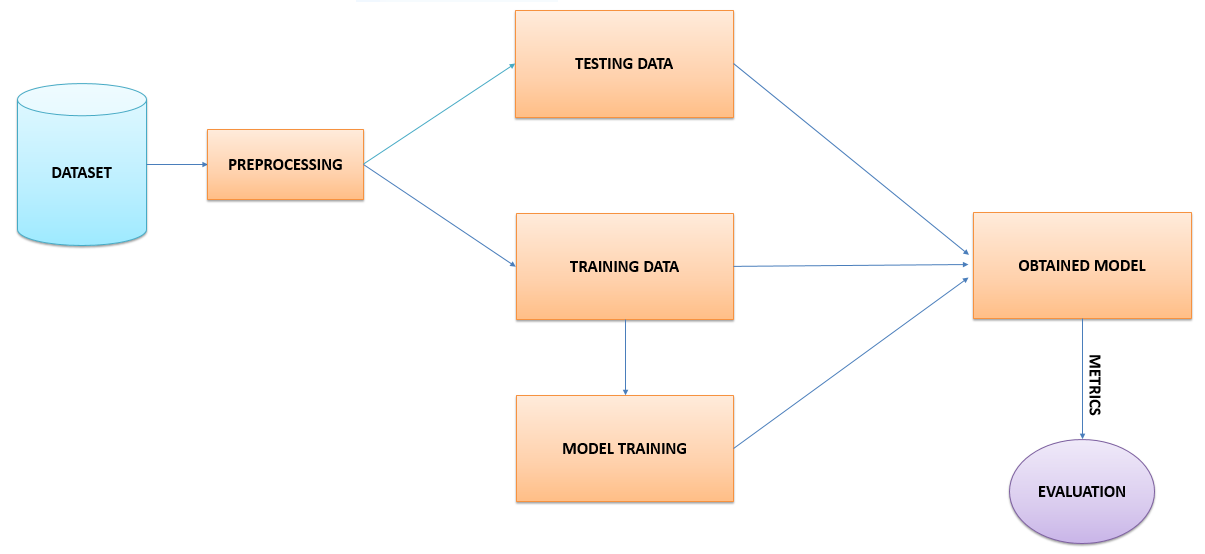 TESTING DATA
DATASET
PREPROCESSING
TRAINING DATA
OBTAINED MODEL
METRICS
MODEL TRAINING
EVALUATION